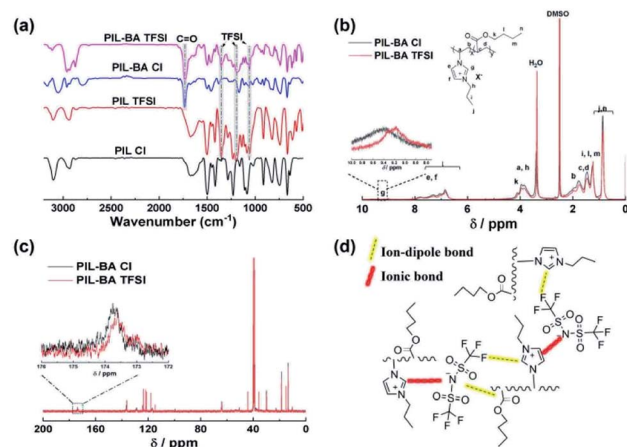 (a)
C=O
TFSI
PIL-BA TFSI
PIL-BA Cl
PIL TFSI
PIL Cl
3000 2500 2000 1500 1000 500
Wavenumber (cm⁻¹)
(b)
PIL-BA Cl
PIL-BA TFSI
DMSO
H₂O
X⁻
e, f
g
a, h
k
b
c,d
i, l, m
j,n
δ / ppm
10 8 6 4 2 0
δ / ppm
(c)
PIL-BA Cl
PIL-BA TFSI
176 175 174 173 172
δ / ppm
200 160 120 80 40 0
δ / ppm
(d)
Ion-dipole bond
Ionic bond